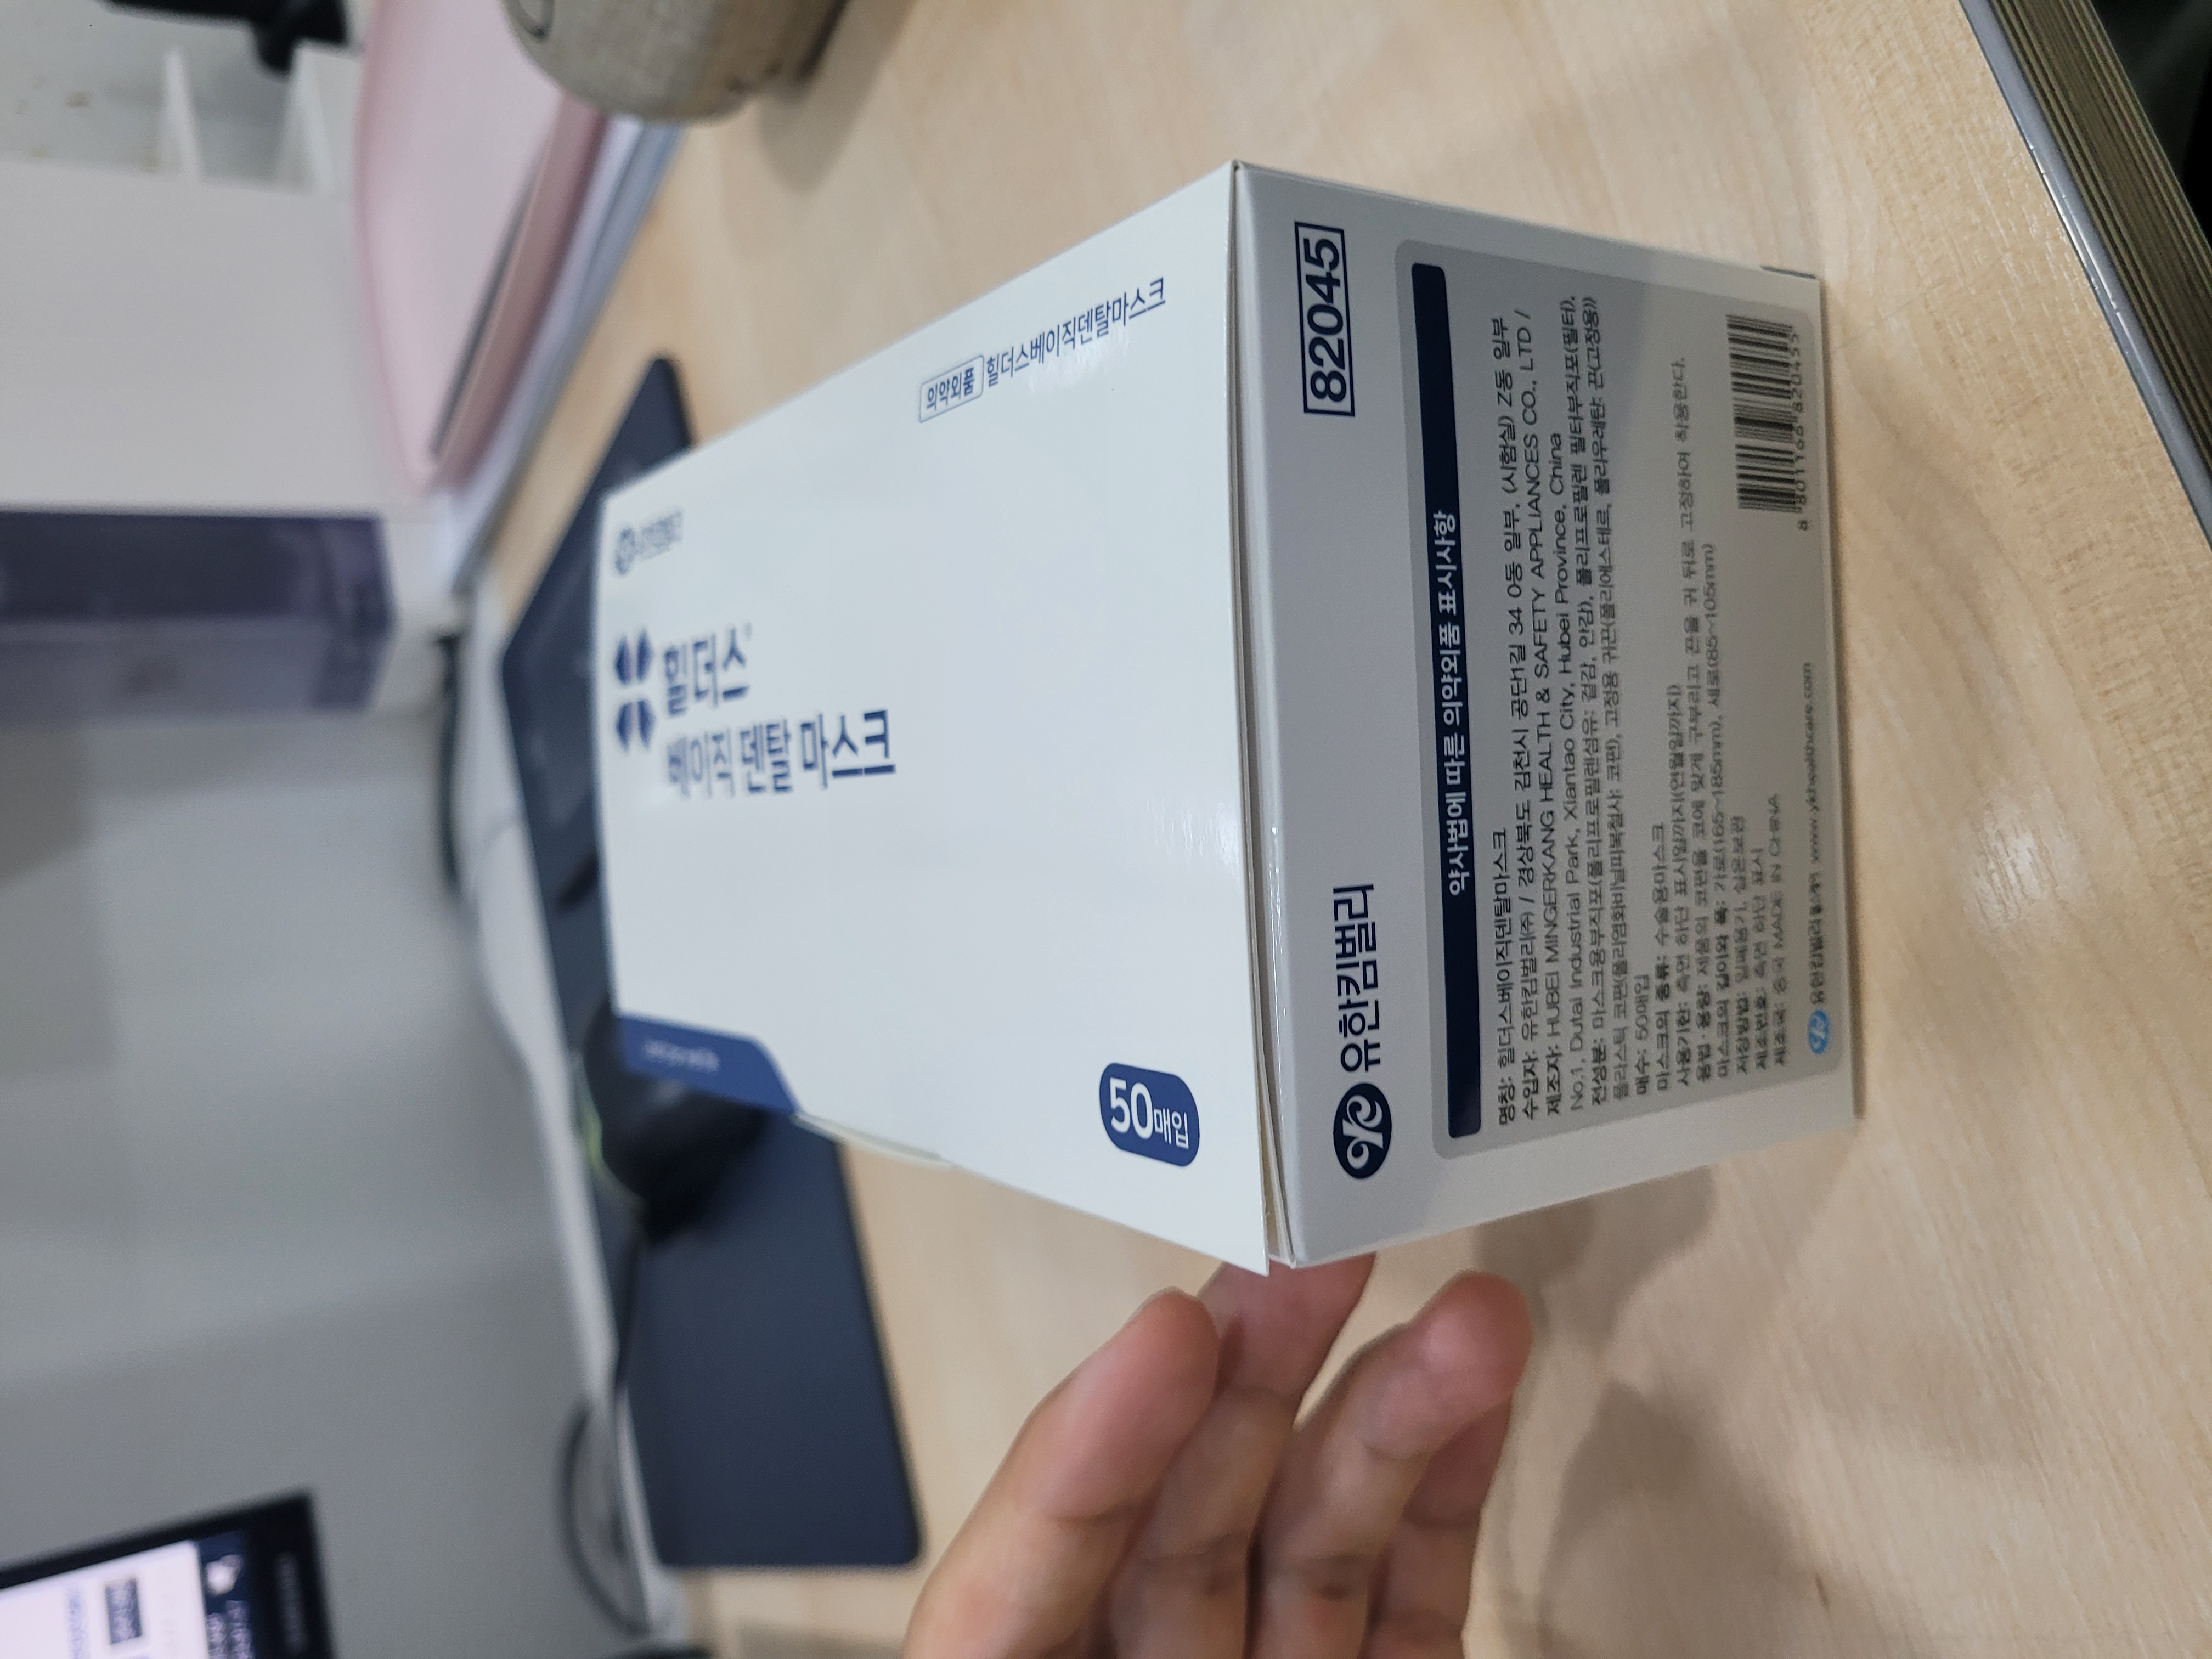 힐더스
베이직덴탈마스크
의약외품 힐더스베이직덴탈마스크
50매입
유한킴벌리
82045
약사법에 따른 의약외품 표시사항
명칭: 힐더스베이직덴탈마스크
수입자: 유한킴벌리㈜ / 경상북도 김천시 공단1길 34 0동 일부, (시험실) Z동 일부
제조자: HUBEI MINGERKANG HEALTH & SAFETY APPLIANCES CO., LTD /
No.1, Dutai Industrial Park, Xiantao City, Hubei Province, China
전성분: 마스크용부직포(폴리프로필렌섬유: 겉감, 안감), 폴리프로필렌 필터부직포(필터),
플라스틱 코편(폴리염화비닐피복철사: 코편), 고정용 귀끈(폴리에스테르, 폴리우레탄: 끈(고정용))
매수: 50매입
마스크의 종류: 수술용마스크
사용기한: 측면 하단 표시일까지(연월일까지)
용법·용량: 제품의 코편을 코에 맞게 구부리고 끈을 귀 뒤로 고정하여 착용한다.
마스크의 길이와 폭: 가로(165~185mm), 세로(85~105mm)
저장방법: 밀폐용기, 실온보관
제조번호: 측면 하단 표시
제조국: 중국 MADE IN CHINA
유한킴벌리 www.ykhealthcare.com
8 801166 820455